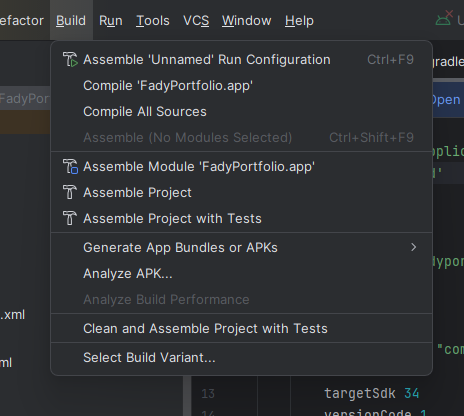 efactor Build Run Tools VCS Window Help
Assemble 'Unnamed' Run Configuration Ctrl+F9
gradle
Compile 'FadyPortfolio.app'
FadyPor
Open
Compile All Sources
Assemble (No Modules Selected) Ctrl+Shift+F9
plic
Assemble Module 'FadyPortfolio.app'
Assemble Project
Assemble Project with Tests
Generate App Bundles or APKs
dypor
Analyze APK...
Analyze Build Performance
.xml
Clean and Assemble Project with Tests
"com
Select Build Variant...
ml
13 targetSdk 34
14 versionCode 1